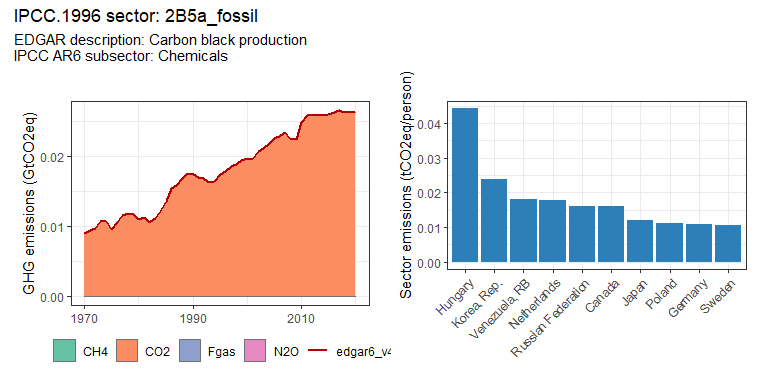 IPCC.1996 sector: 2B5a_fossil
EDGAR description: Carbon black production
IPCC AR6 subsector: Chemicals
GHG emissions (GtCO2eq)
0.02
0.01
0.00
1970
1990
2010
CH4
CO2
Fgas
N2O
edgar6_v4
Sector emissions (tCO2eq/person)
0.04
0.03
0.02
0.01
0.00
Hungary
Korea, Rep.
Venezuela, RB
Netherlands
Russian Federation
Canada
Japan
Poland
Germany
Sweden